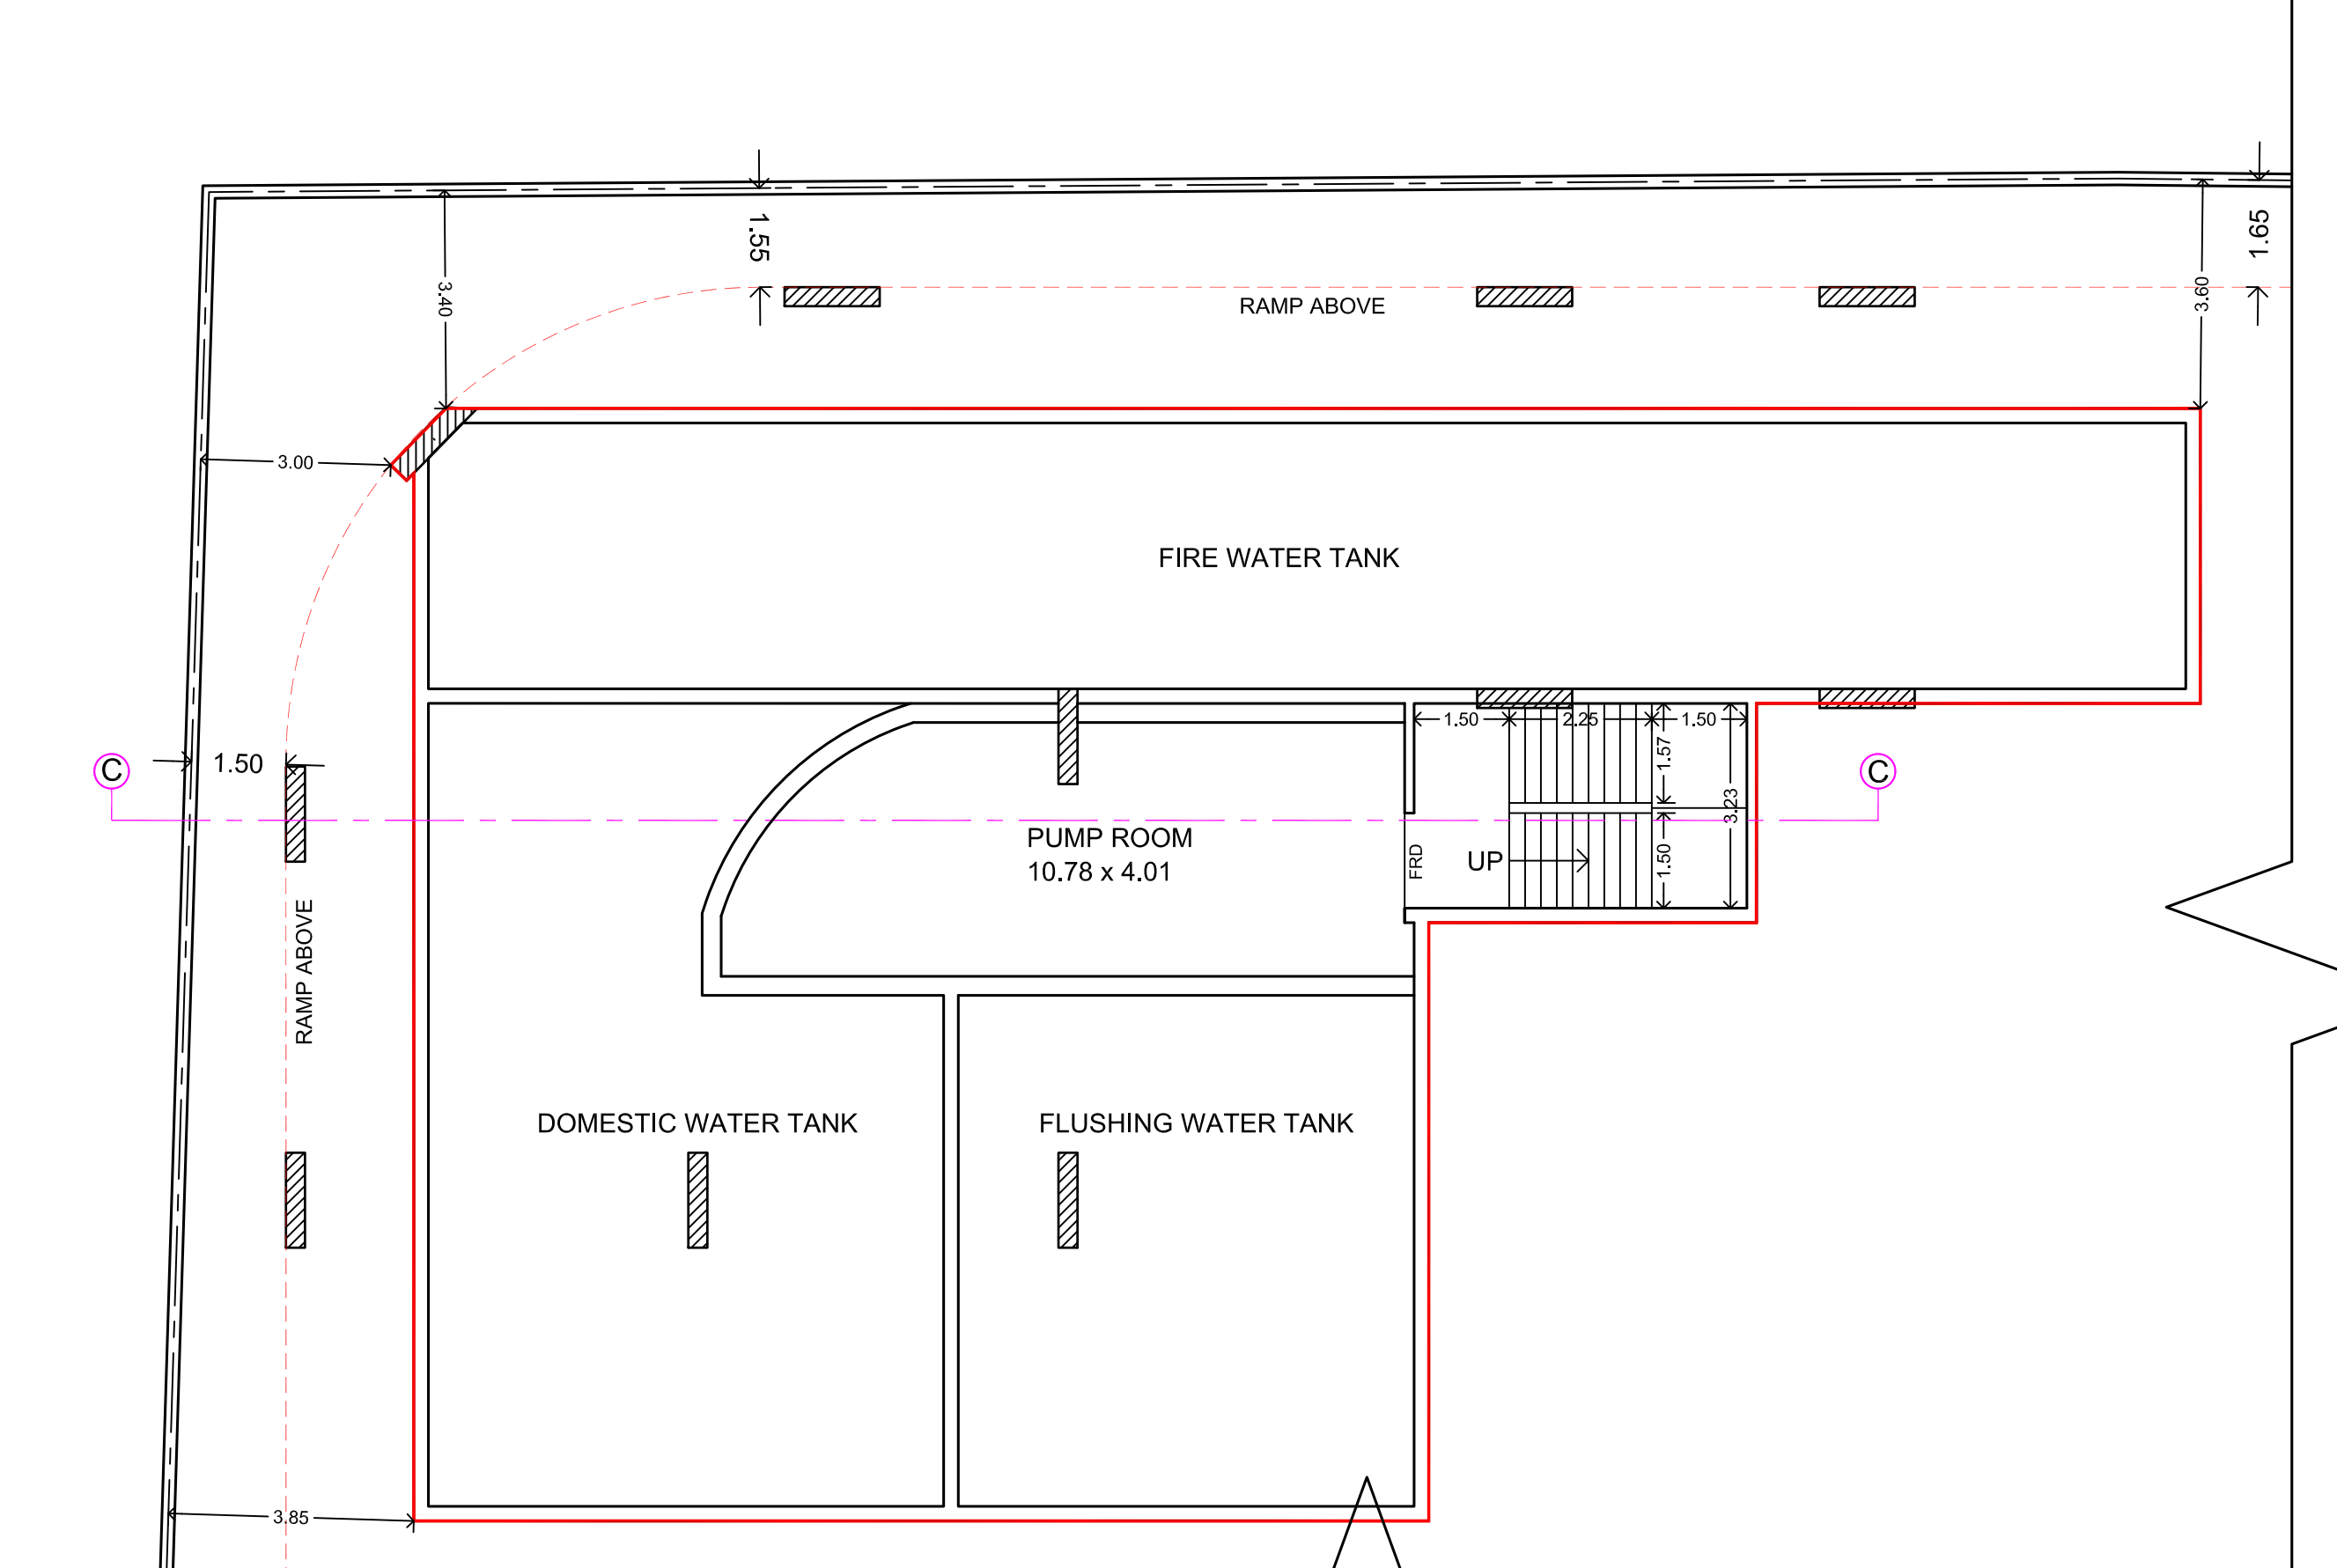 1.55
1.65
3.40
3.60
RAMP ABOVE
3.00
FIRE WATER TANK
1.50
2.25
1.50
1.57
C
1.50
C
3.23
PUMP ROOM
10.78 x 4.01
FRD
UP
1.50
RAMP ABOVE
DOMESTIC WATER TANK
FLUSHING WATER TANK
3.85